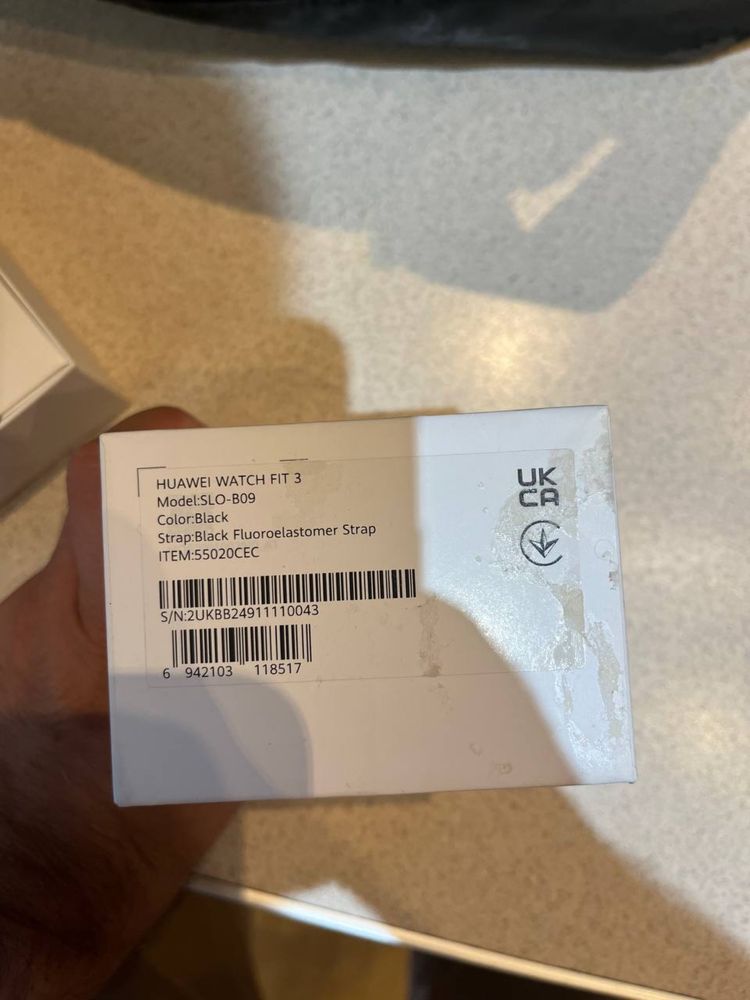 HUAWEI WATCH FIT 3
Model:SLO-B09
Color:Black
Strap:Black Fluoroelastomer Strap
ITEM:55020CEC
S/N:2UKBB24911110043
6 942103 118517
UK
CA